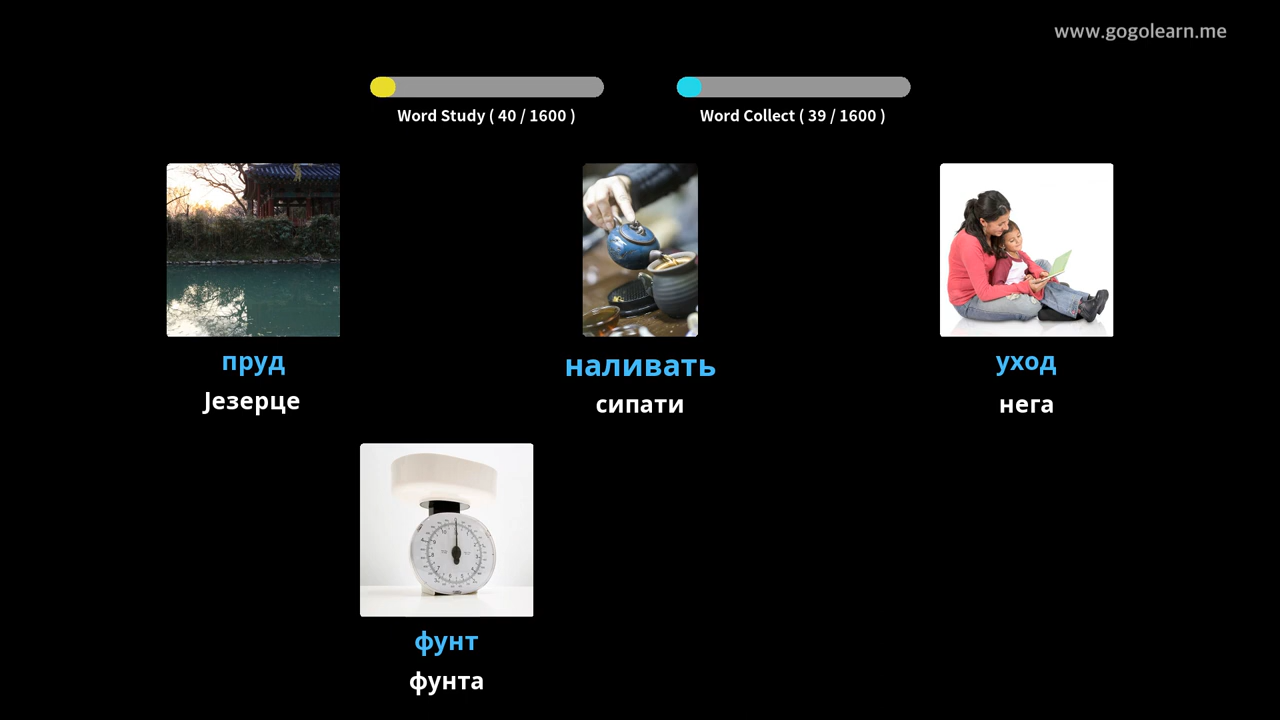 www.gogolearn.me
Word Study ( 40 / 1600 )
Word Collect ( 39 / 1600 )
пруд
Језерце
наливать
сипати
уход
нега
фунт
фунта